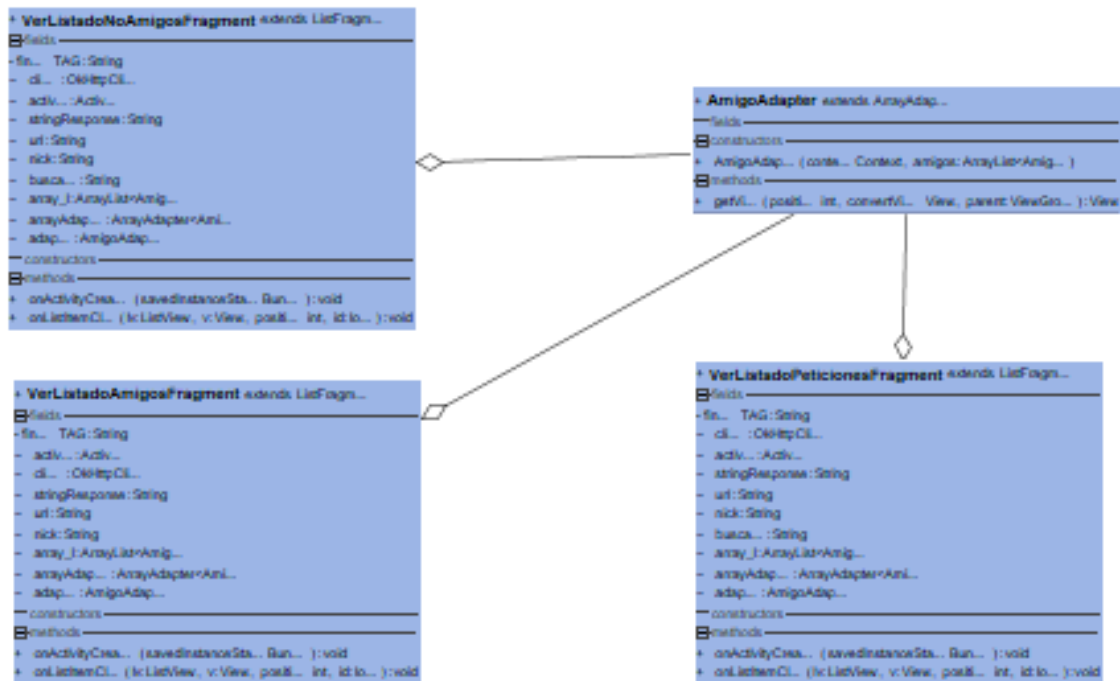 + VerListadoNoAmigosFragment extends ListFragm...
fields
- fin... TAG:String
- cli... :OkHttpCli...
- activ... :Activ...
- stringResponse:String
- url:String
- nick:String
- busca... :String
- array_l:ArrayList<Amig...
- arrayAdap... :ArrayAdapter<Ami...
- adap... :AmigoAdap...
constructors
methods
+ onActivityCrea... (savedInstanceSta... Bun... ):void
+ onListItemCl... (lv:ListView, v:View, positi... int, id:lo... ):void
+ AmigoAdapter extends ArrayAdap...
fields
constructors
+ AmigoAdap... (conte... Context, amigos:ArrayList<Amig... )
methods
+ getVi... (positi... int, convertVi... View, parent:ViewGro... ):View
+ VerListadoAmigosFragment extends ListFragm...
fields
- fin... TAG:String
- activ... :Activ...
- cli... :OkHttpCli...
- stringResponse:String
- url:String
- nick:String
- array_l:ArrayList<Amig...
- arrayAdap... :ArrayAdapter<Ami...
- adap... :AmigoAdap...
constructors
methods
+ onActivityCrea... (savedInstanceSta... Bun... ):void
+ onListItemCl... (lv:ListView, v:View, positi... int, id:lo... ):void
+ VerListadoPeticionesFragment extends ListFragm...
fields
- fin... TAG:String
- cli... :OkHttpCli...
- activ... :Activ...
- stringResponse:String
- url:String
- nick:String
- busca... :String
- array_l:ArrayList<Amig...
- arrayAdap... :ArrayAdapter<Ami...
- adap... :AmigoAdap...
constructors
methods
+ onActivityCrea... (savedInstanceSta... Bun... ):void
+ onListItemCl... (lv:ListView, v:View, positi... int, id:lo... ):void